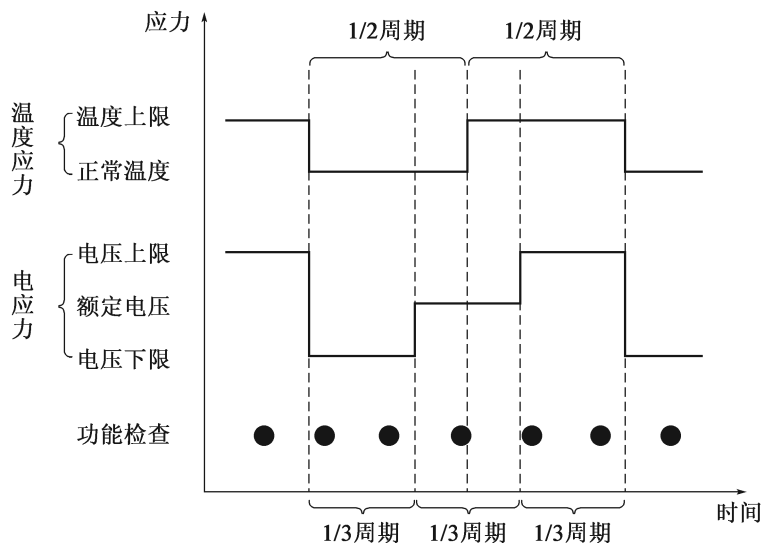 应力
1/2周期
1/2周期
温度应力
温度上限
正常温度
电应力
电压上限
额定电压
电压下限
功能检查
时间
1/3周期
1/3周期
1/3周期